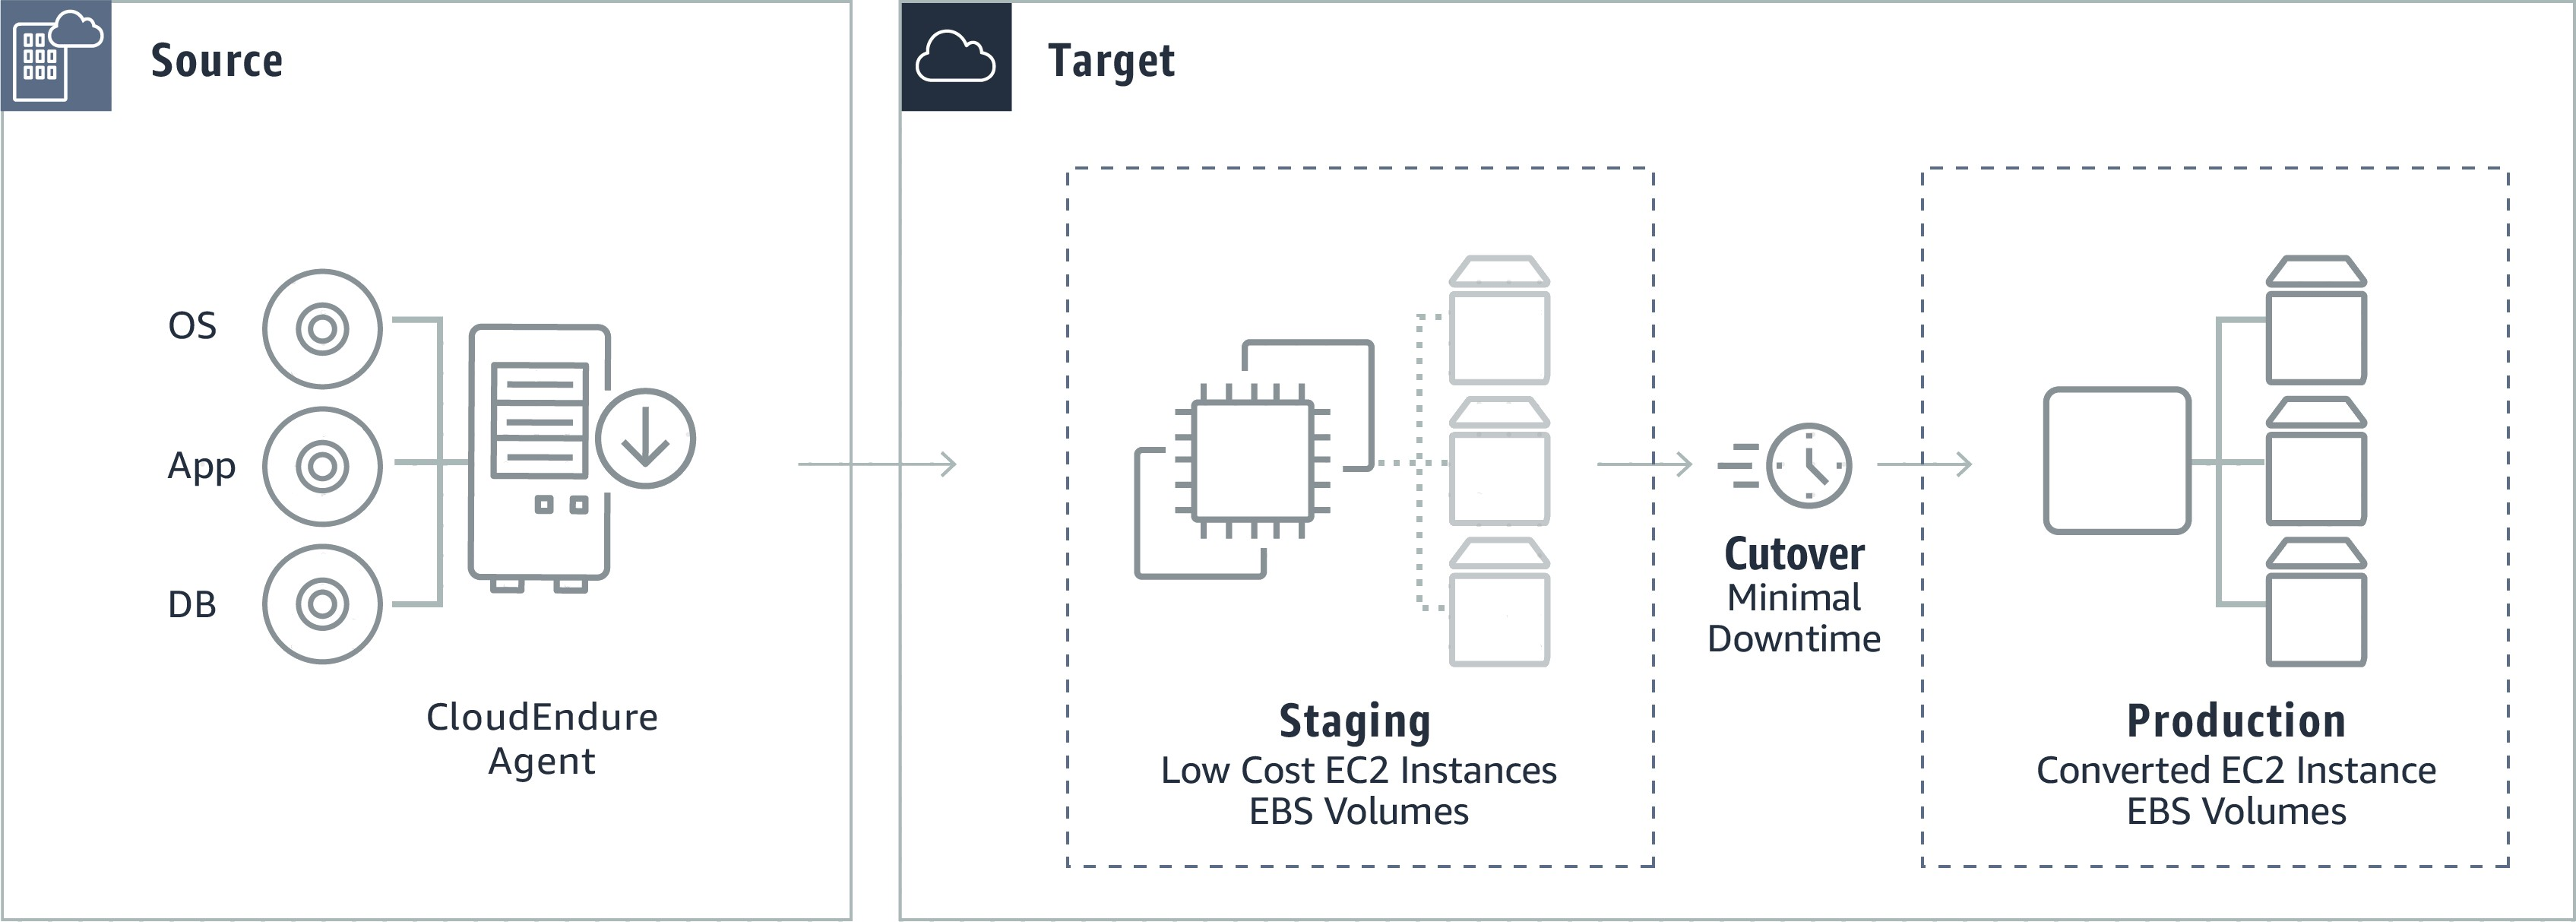 Source
Target
OS
App
DB
CloudEndure
Agent
Staging
Low Cost EC2 Instances
EBS Volumes
Cutover
Minimal
Downtime
Production
Converted EC2 Instance
EBS Volumes